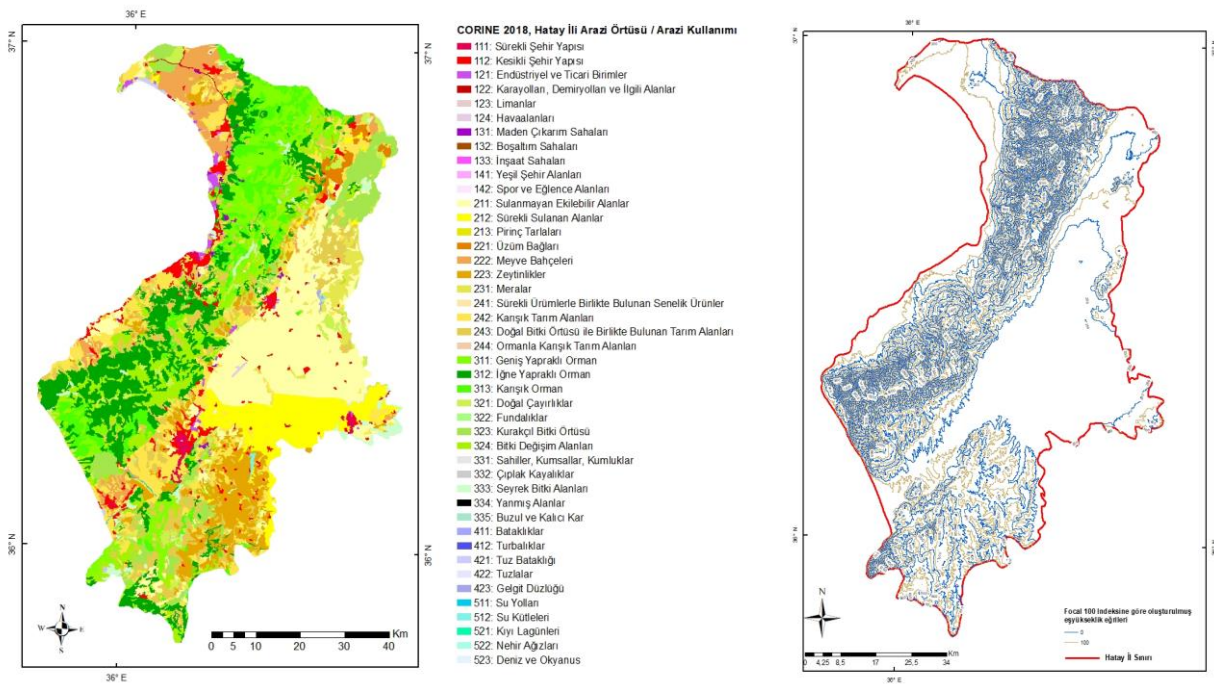 36° E
37° N
37° N
36° N
36° N
36° E
N
W E
S
0 5 10 20 30 40 Km
CORINE 2018, Hatay İli Arazi Örtüsü / Arazi Kullanımı
111: Sürekli Şehir Yapısı
112: Kesikli Şehir Yapısı
121: Endüstriyel ve Ticari Birimler
122: Karayolları, Demiryolları ve İlgili Alanlar
123: Limanlar
124: Havaalanları
131: Maden Çıkarım Sahaları
132: Boşaltım Sahaları
133: İnşaat Sahaları
141: Yeşil Şehir Alanları
142: Spor ve Eğlence Alanları
211: Sulanmayan Ekilebilir Alanlar
212: Sürekli Sulanan Alanlar
213: Pirinç Tarlaları
221: Üzüm Bağları
222: Meyve Bahçeleri
223: Zeytinlikler
231: Meralar
241: Sürekli Ürümlerle Birlikte Bulunan Senelik Ürünler
242: Karışık Tarım Alanları
243: Doğal Bitki Örtüsü ile Birlikte Bulunan Tarım Alanları
244: Ormanla Karışık Tarım Alanları
311: Geniş Yapraklı Orman
312: İğne Yapraklı Orman
313: Karışık Orman
321: Doğal Çayırlıklar
322: Fundalıklar
323: Kurakçıl Bitki Örtüsü
324: Bitki Değişim Alanları
331: Sahiller, Kumsallar, Kumluklar
332: Çıplak Kayalıklar
333: Seyrek Bitki Alanları
334: Yanmış Alanlar
335: Buzul ve Kalıcı Kar
411: Bataklıklar
412: Turbalıklar
421: Tuz Bataklığı
422: Tuzlalar
423: Gelgit Düzlüğü
511: Su Yolları
512: Su Kütleleri
521: Kıyı Lagünleri
522: Nehir Ağızları
523: Deniz ve Okyanus
36° E
37° N
37° N
36° N
36° E
N
Km
0 4,25 8,5 17 25,5 34
Focal 100 Indeksine göre oluşturulmuş
eşyükseklik eğrileri
0
100
Hatay İl Sınırı